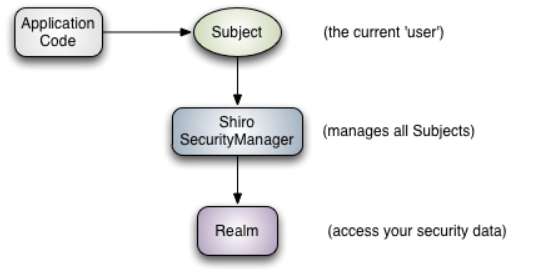 Application
Code
Subject
(the current 'user')
Shiro
SecurityManager
(manages all Subjects)
Realm
(access your security data)